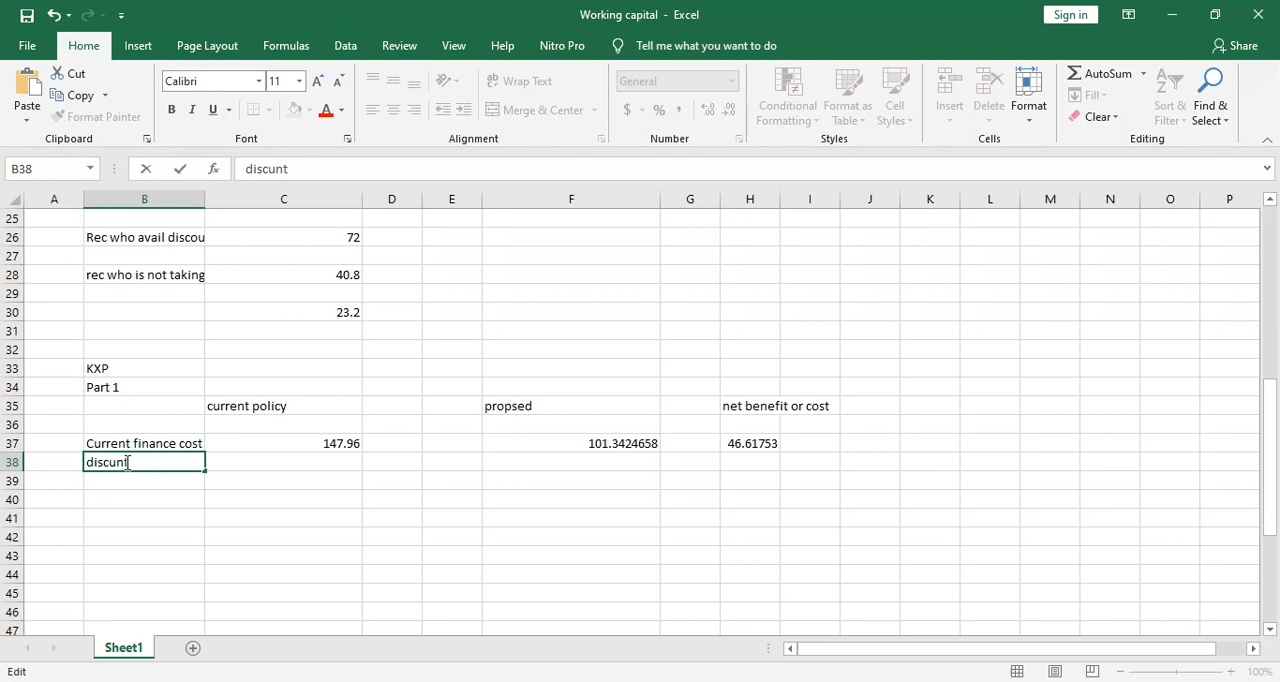 Working capital - Excel
Sign in
File Home Insert Page Layout Formulas Data Review View Help Nitro Pro Tell me what you want to do Share
Paste Cut Copy Format Painter
Clipboard
Calibri 11 A A
B I U A
Font
ab Wrap Text
Merge & Center
Alignment
General
$ % ,
Number
Conditional Formatting Format as Table Cell Styles
Styles
Insert Delete Format
Cells
AutoSum Fill Clear Sort & Filter Find & Select
Editing
B38 fx discunt
A B C D E F G H I J K L M N O P
25
26 Rec who avail discou 72
27
28 rec who is not taking 40.8
29
30 23.2
31
32
33 KXP
34 Part 1
35 current policy propsed net benefit or cost
36
37 Current finance cost 147.96 101.3424658 46.61753
38 discunt
39
40
41
42
43
44
45
46
47
Sheet1
Edit 100%